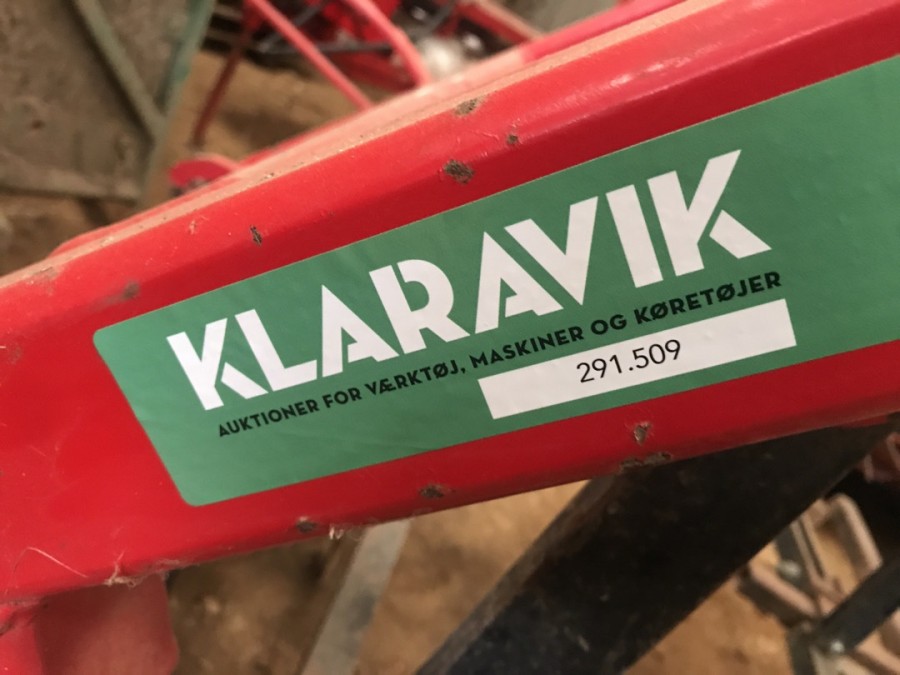 KLARAVIK
AUKTIONER FOR VÆRKTØJ, MASKINER OG KØRETØJER
291.509